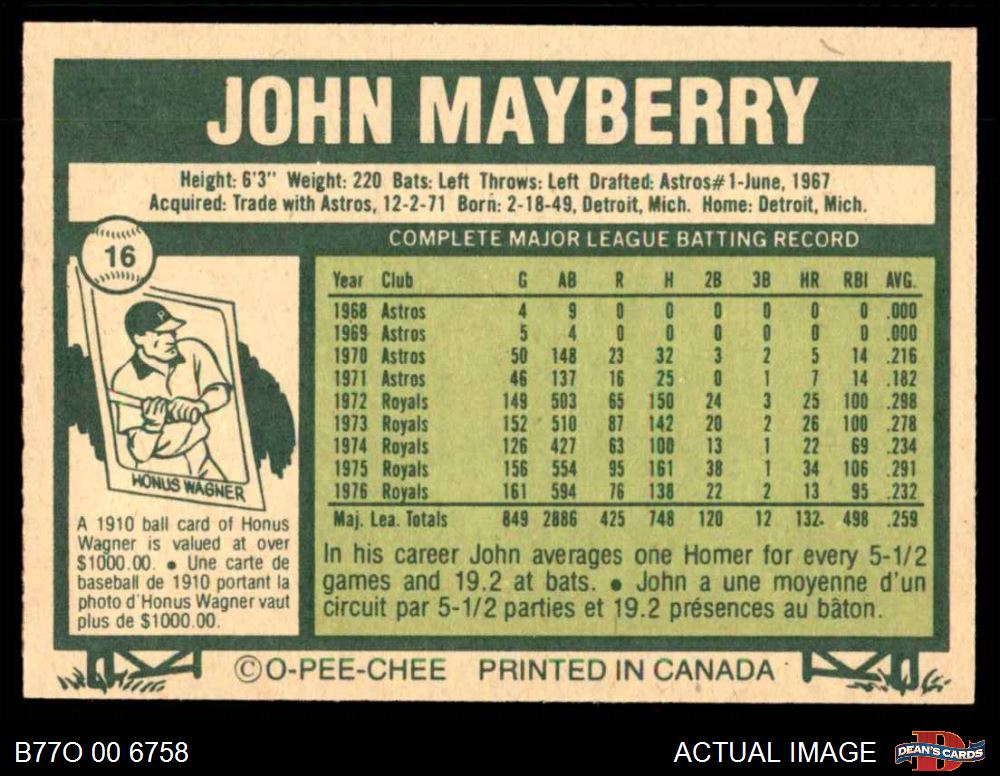 JOHN MAYBERRY
Height: 6'3" Weight: 220 Bats: Left Throws: Left Drafted: Astros#1-June, 1967
Acquired: Trade with Astros, 12-2-71 Born: 2-18-49, Detroit, Mich. Home: Detroit, Mich.
16
COMPLETE MAJOR LEAGUE BATTING RECORD
Year Club G AB R H 2B 3B HR RBI AVG.
1968 Astros 4 9 0 0 0 0 0 0 .000
1969 Astros 5 4 0 0 0 0 0 0 .000
1970 Astros 50 148 23 32 3 2 5 14 .216
1971 Astros 46 137 16 25 0 1 7 14 .182
1972 Royals 149 503 65 150 24 3 25 100 .298
1973 Royals 152 510 87 142 20 2 26 100 .278
1974 Royals 126 427 63 100 13 1 22 69 .234
1975 Royals 156 554 95 161 38 1 34 106 .291
1976 Royals 161 594 76 138 22 2 13 95 .232
Maj. Lea. Totals 849 2886 425 748 120 12 132 498 .259
P
HONUS WAGNER
A 1910 ball card of Honus
Wagner is valued at over
$1000.00. • Une carte de
baseball de 1910 portant la
photo d'Honus Wagner vaut
plus de $1000.00.
In his career John averages one Homer for every 5-1/2
games and 19.2 at bats. • John a une moyenne d'un
circuit par 5-1/2 parties et 19.2 présences au bâton.
©O-PEE-CHEE PRINTED IN CANADA
B77O 00 6758
ACTUAL IMAGE
D
DEAN'S CARDS